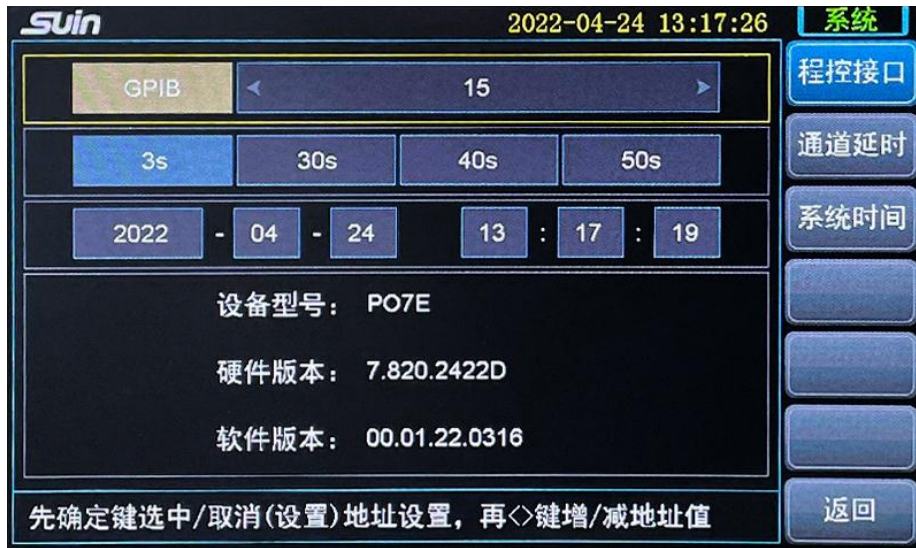 Suin 2022-04-24 13:17:26 系统
GPIB < 15 > 程控接口
3s 30s 40s 50s 通道延时
2022 - 04 - 24 13 : 17 : 19 系统时间
设备型号： PO7E
硬件版本： 7.820.2422D
软件版本： 00.01.22.0316
先确定键选中/取消(设置)地址设置，再<>键增/减地址值 返回